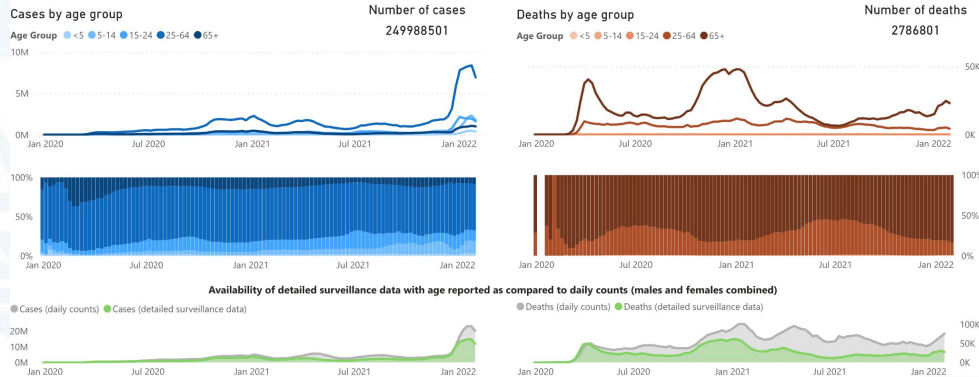 Cases by age group
Number of cases
249988501
Age Group <5 5-14 15-24 25-64 65+
10M
5M
0M
Jan 2020 Jul 2020 Jan 2021 Jul 2021 Jan 2022
100%
50%
0%
Jan 2020 Jul 2020 Jan 2021 Jul 2021 Jan 2022
Deaths by age group
Number of deaths
2786801
Age Group <5 5-14 15-24 25-64 65+
50K
0K
Jan 2020 Jul 2020 Jan 2021 Jul 2021 Jan 2022
100%
50%
0%
Jan 2020 Jul 2020 Jan 2021 Jul 2021 Jan 2022
Availability of detailed surveillance data with age reported as compared to daily counts (males and females combined)
Cases (daily counts) Cases (detailed surveillance data)
20M
10M
0M
Jan 2020 Jul 2020 Jan 2021 Jul 2021 Jan 2022
Deaths (daily counts) Deaths (detailed surveillance data)
100K
50K
0K
Jan 2020 Jul 2020 Jan 2021 Jul 2021 Jan 2022